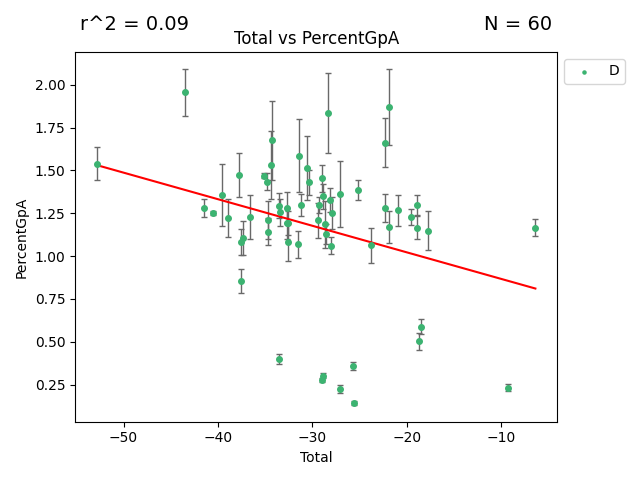 r^2 = 0.09
N = 60
Total vs PercentGpA
D
PercentGpA
2.00
1.75
1.50
1.25
1.00
0.75
0.50
0.25
−50
−40
−30
−20
−10
Total